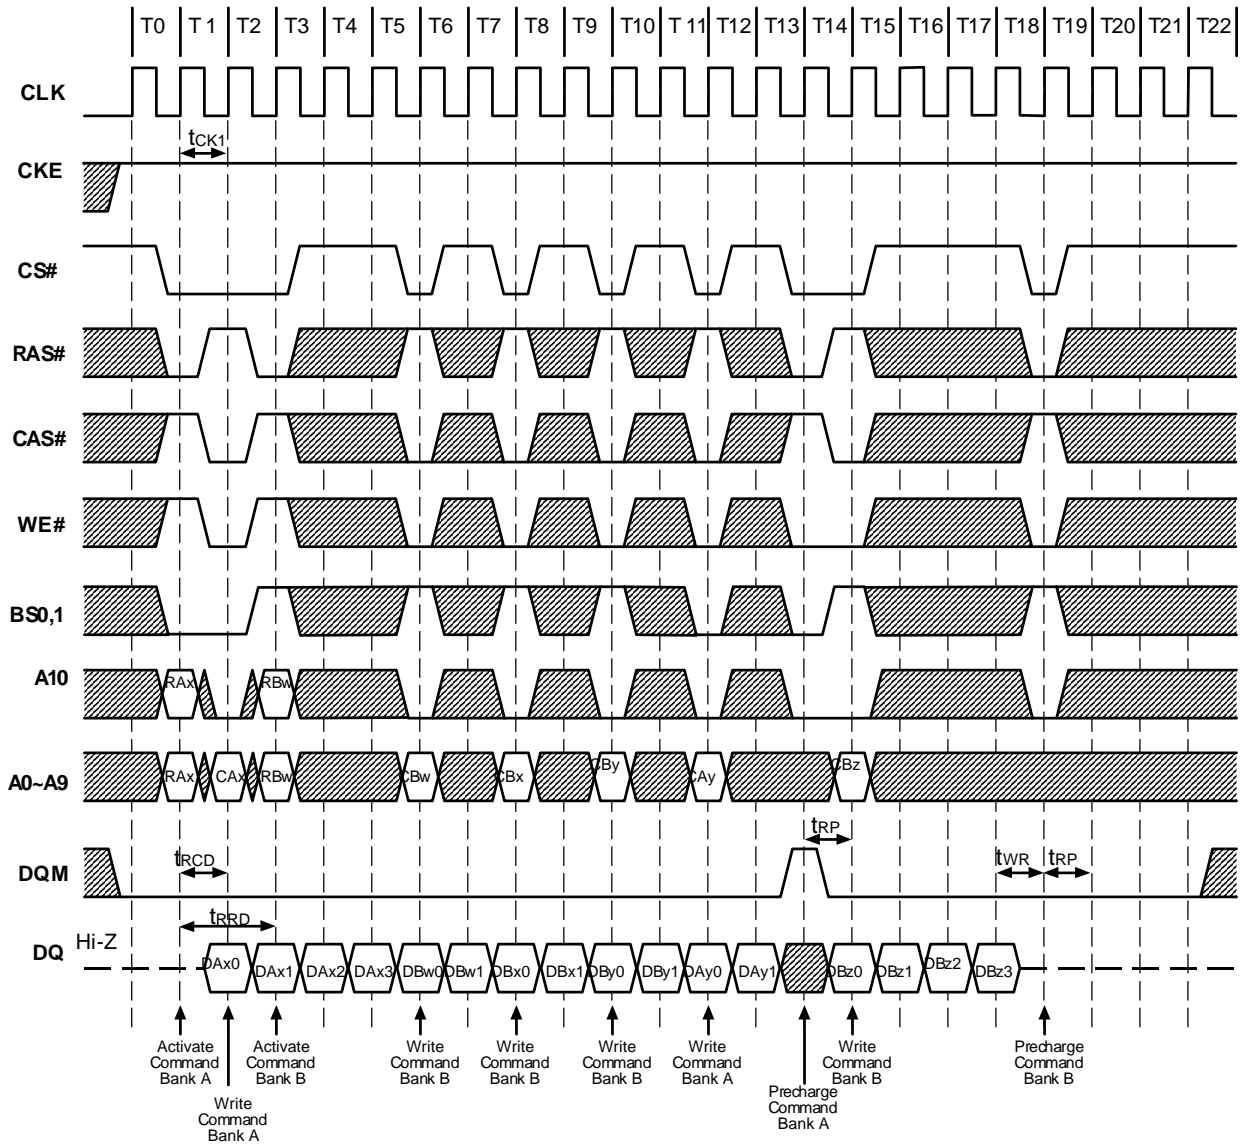 T0 T 1 T2 T3 T4 T5 T6 T7 T8 T9 T10 T 11 T12 T13 T14 T15 T16 T17 T18 T19 T20 T21 T22
CLK
tCK1
CKE
CS#
RAS#
CAS#
WE#
BS0,1
A10
RAx RBw
A0~A9
RAx CAx RBw CBw CBx CBy CAy CBz
tRP
DQM
tRCD tWR tRP
tRRD
DQ
Hi-Z
DAx0 DAx1 DAx2 DAx3 DBw0 DBw1 DBx0 DBx1 DBy0 DBy1 DAy0 DAy1 DBz0 DBz1 DBz2 DBz3
Activate
Command
Bank A
Write
Command
Bank A
Activate
Command
Bank B
Write
Command
Bank B
Write
Command
Bank B
Write
Command
Bank B
Write
Command
Bank A
Precharge
Command
Bank A
Write
Command
Bank B
Precharge
Command
Bank B